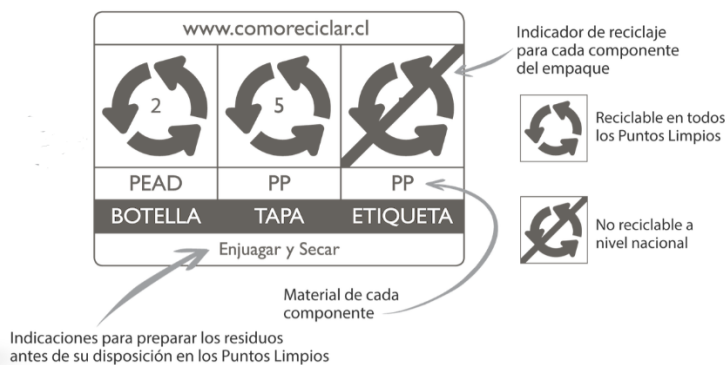 www.comoreciclar.cl
2
5
PEAD
PP
PP
BOTELLA
TAPA
ETIQUETA
Enjuagar y Secar
Indicador de reciclaje
para cada componente
del empaque
Reciclable en todos
los Puntos Limpios
No reciclable a
nivel nacional
Material de cada
componente
Indicaciones para preparar los residuos
antes de su disposición en los Puntos Limpios